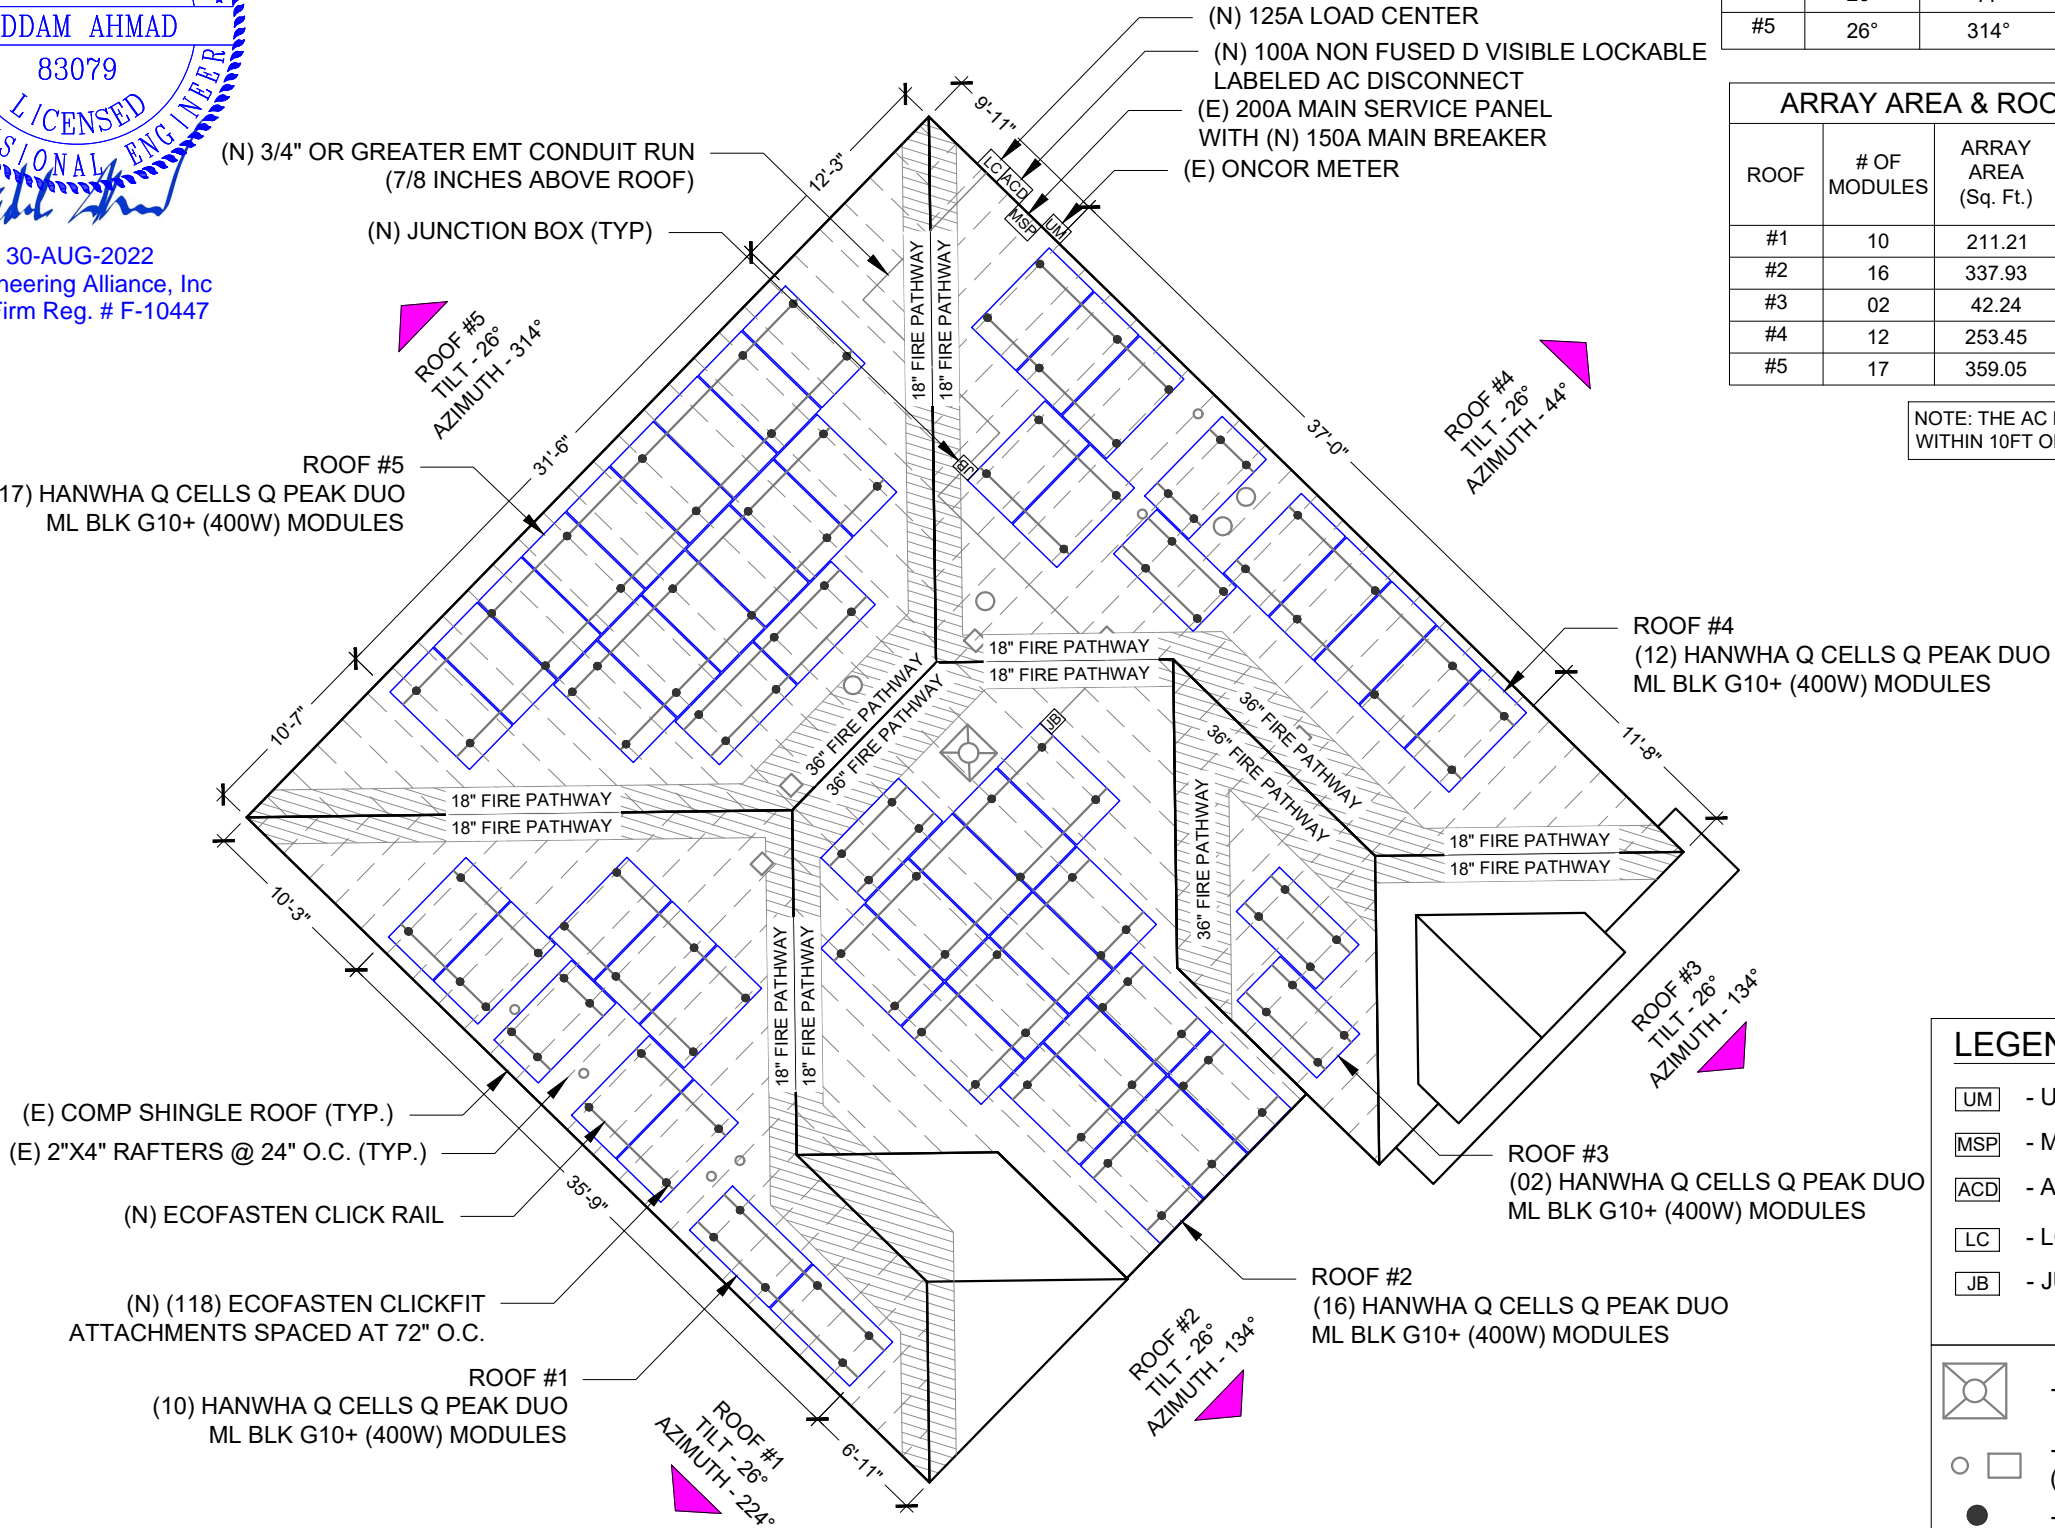 DDAM AHMAD
83079
LICENSED
SIONAL ENGINEER
30-AUG-2022
neering Alliance, Inc
Firm Reg. # F-10447
(N) 125A LOAD CENTER
(N) 100A NON FUSED D VISIBLE LOCKABLE
LABELED AC DISCONNECT
(E) 200A MAIN SERVICE PANEL
WITH (N) 150A MAIN BREAKER
(E) ONCOR METER
(N) 3/4" OR GREATER EMT CONDUIT RUN
(7/8 INCHES ABOVE ROOF)
(N) JUNCTION BOX (TYP)
#5 26° 314°
ARRAY AREA & ROO
ROOF
# OF
MODULES
ARRAY
AREA
(Sq. Ft.)
#1 10 211.21
#2 16 337.93
#3 02 42.24
#4 12 253.45
#5 17 359.05
NOTE: THE AC
WITHIN 10FT O
9'-11"
12'-3"
31'-6"
10'-7"
37'-0"
11'-8"
10'-3"
35'-9"
6'-11"
LC
ACD
MSP
UM
JB
JB
ROOF #5
TILT - 26°
AZIMUTH - 314°
ROOF #4
TILT - 26°
AZIMUTH - 44°
ROOF #5
17) HANWHA Q CELLS Q PEAK DUO
ML BLK G10+ (400W) MODULES
ROOF #4
(12) HANWHA Q CELLS Q PEAK DUO
ML BLK G10+ (400W) MODULES
18" FIRE PATHWAY
18" FIRE PATHWAY
18" FIRE PATHWAY
18" FIRE PATHWAY
36" FIRE PATHWAY
36" FIRE PATHWAY
36" FIRE PATHWAY
36" FIRE PATHWAY
36" FIRE PATHWAY
18" FIRE PATHWAY
18" FIRE PATHWAY
18" FIRE PATHWAY
18" FIRE PATHWAY
18" FIRE PATHWAY
18" FIRE PATHWAY
ROOF #3
TILT - 26°
AZIMUTH - 134°
(E) COMP SHINGLE ROOF (TYP.)
(E) 2"X4" RAFTERS @ 24" O.C. (TYP.)
(N) ECOFASTEN CLICK RAIL
(N) (118) ECOFASTEN CLICKFIT
ATTACHMENTS SPACED AT 72" O.C.
ROOF #1
(10) HANWHA Q CELLS Q PEAK DUO
ML BLK G10+ (400W) MODULES
ROOF #1
TILT - 26°
AZIMUTH - 224°
ROOF #2
TILT - 26°
AZIMUTH - 134°
ROOF #3
(02) HANWHA Q CELLS Q PEAK DUO
ML BLK G10+ (400W) MODULES
ROOF #2
(16) HANWHA Q CELLS Q PEAK DUO
ML BLK G10+ (400W) MODULES
LEGEN
UM - U
MSP - M
ACD - A
LC - L
JB - JU